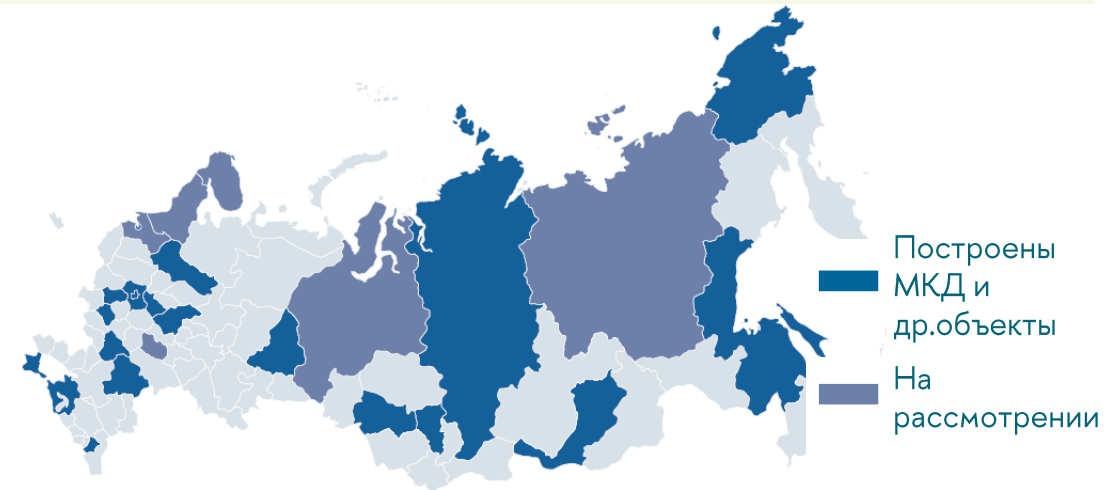 Построены
МКД и
др.объекты
На
рассмотрении